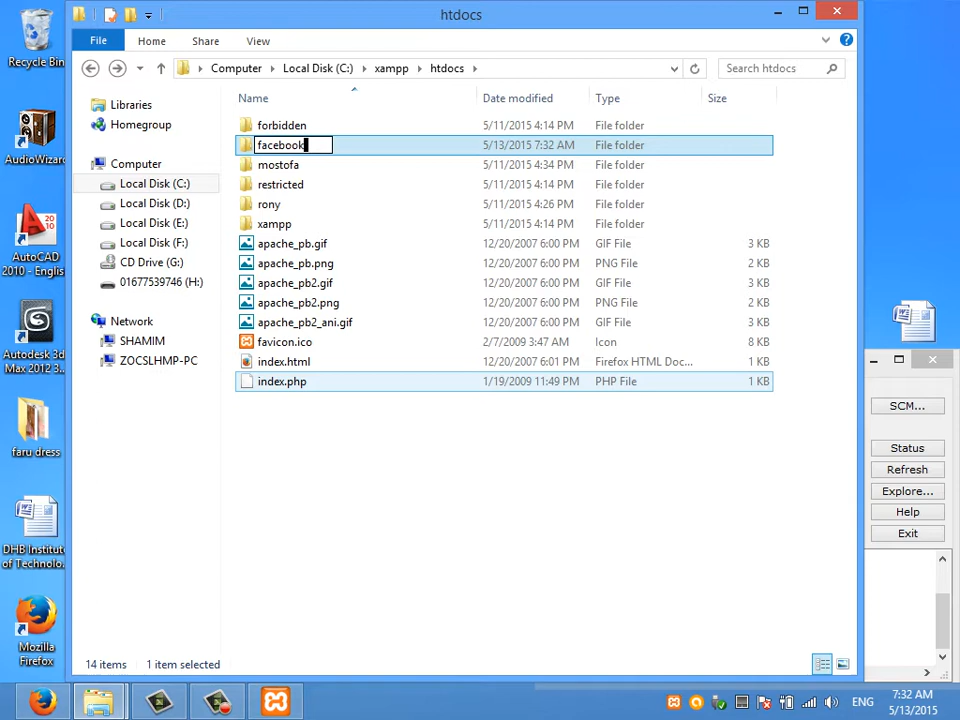 htdocs
Recycle Bin
File Home Share View
Computer Local Disk (C:) xampp htdocs
Search htdocs
Name Date modified Type Size
Libraries
Homegroup
Computer
Local Disk (C:)
Local Disk (D:)
Local Disk (E:)
Local Disk (F:)
CD Drive (G:)
01677539746 (H:)
Network
SHAMIM
ZOCSLHMP-PC
forbidden 5/11/2015 4:14 PM File folder
facebook 5/13/2015 7:32 AM File folder
mostofa 5/11/2015 4:34 PM File folder
restricted 5/11/2015 4:14 PM File folder
rony 5/11/2015 4:26 PM File folder
xampp 5/11/2015 4:14 PM File folder
apache_pb.gif 12/20/2007 6:00 PM GIF File 3 KB
apache_pb.png 12/20/2007 6:00 PM PNG File 2 KB
apache_pb2.gif 12/20/2007 6:00 PM GIF File 3 KB
apache_pb2.png 12/20/2007 6:00 PM PNG File 2 KB
apache_pb2_ani.gif 12/20/2007 6:00 PM GIF File 3 KB
favicon.ico 2/7/2009 3:47 AM Icon 8 KB
index.html 12/20/2007 6:01 PM Firefox HTML Doc... 1 KB
index.php 1/19/2009 11:49 PM PHP File 1 KB
AudioWizard
AutoCAD
2010 - English
Autodesk 3d
Max 2012 3...
faru dress
DHB Institut
of Technolo...
Mozilla
Firefox
SCM...
Status
Refresh
Explore...
Help
Exit
14 items 1 item selected
ENG
7:32 AM
5/13/2015